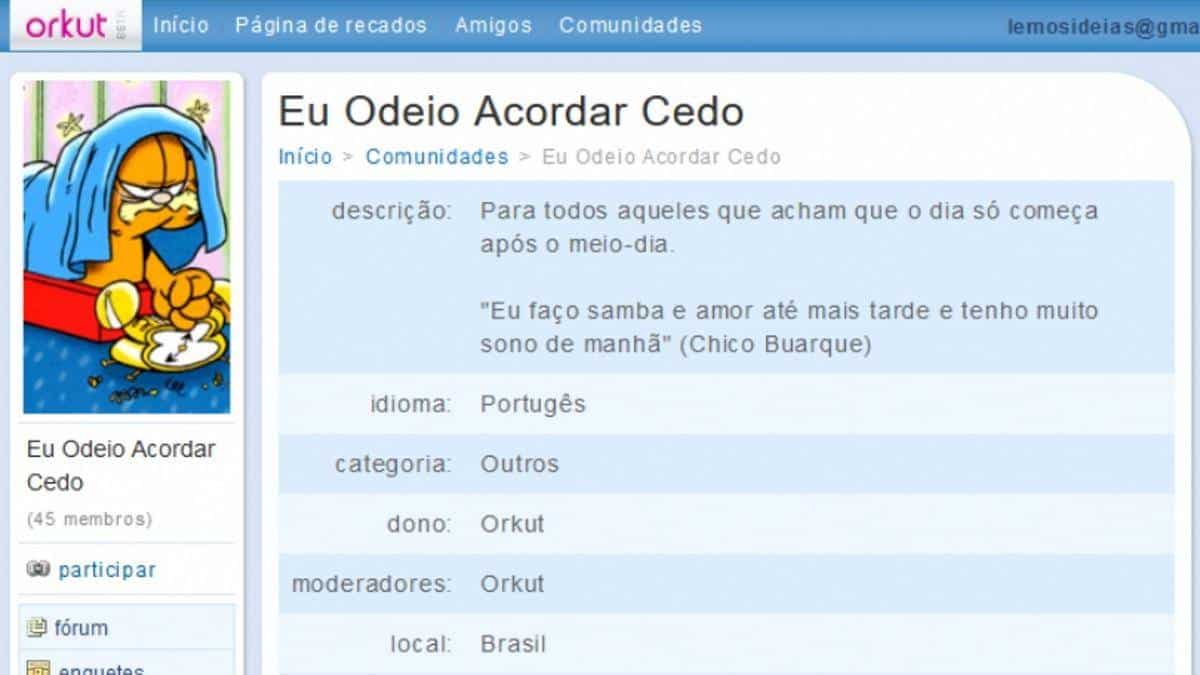 orkut BETA
Início Página de recados Amigos Comunidades
lemosideias@gma
Eu Odeio Acordar Cedo
Início > Comunidades > Eu Odeio Acordar Cedo
descrição: Para todos aqueles que acham que o dia só começa
após o meio-dia.
"Eu faço samba e amor até mais tarde e tenho muito
sono de manhã" (Chico Buarque)
idioma: Portugês
categoria: Outros
dono: Orkut
moderadores: Orkut
local: Brasil
Eu Odeio Acordar
Cedo
(45 membros)
participar
fórum
enquetes